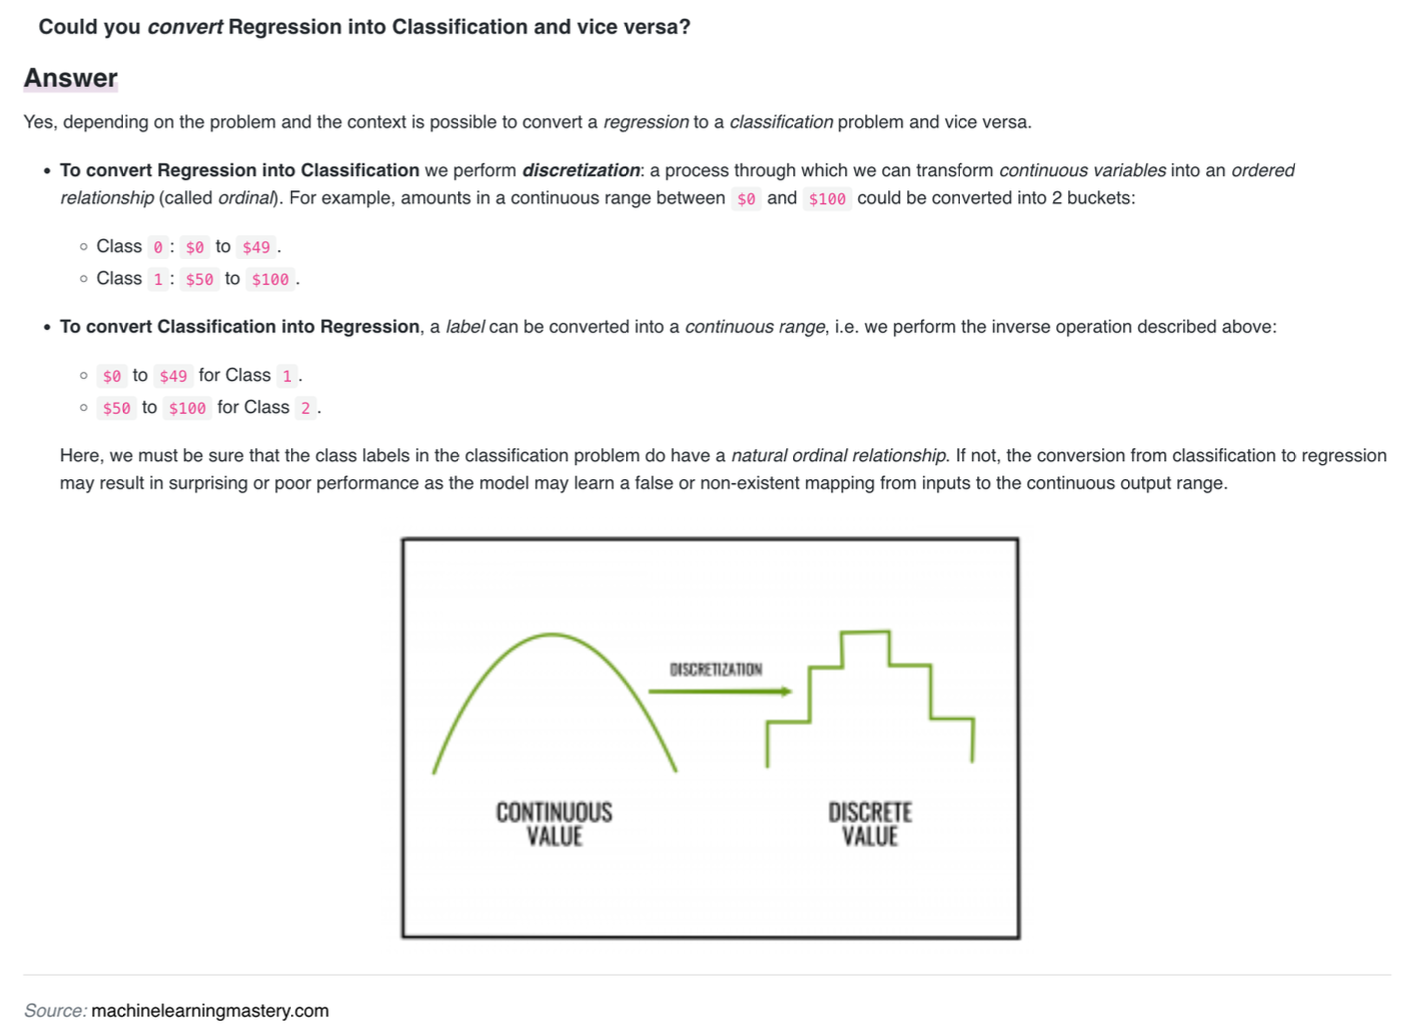 Could you convert Regression into Classification and vice versa?
Answer
Yes, depending on the problem and the context is possible to convert a regression to a classification problem and vice versa.
• To convert Regression into Classification we perform discretization: a process through which we can transform continuous variables into an ordered
relationship (called ordinal). For example, amounts in a continuous range between $0 and $100 could be converted into 2 buckets:
◦ Class 0 : $0 to $49 .
◦ Class 1 : $50 to $100 .
• To convert Classification into Regression, a label can be converted into a continuous range, i.e. we perform the inverse operation described above:
◦ $0 to $49 for Class 1 .
◦ $50 to $100 for Class 2 .
Here, we must be sure that the class labels in the classification problem do have a natural ordinal relationship. If not, the conversion from classification to regression
may result in surprising or poor performance as the model may learn a false or non-existent mapping from inputs to the continuous output range.
DISCRETIZATION
CONTINUOUS
VALUE
DISCRETE
VALUE
Source: machinelearningmastery.com